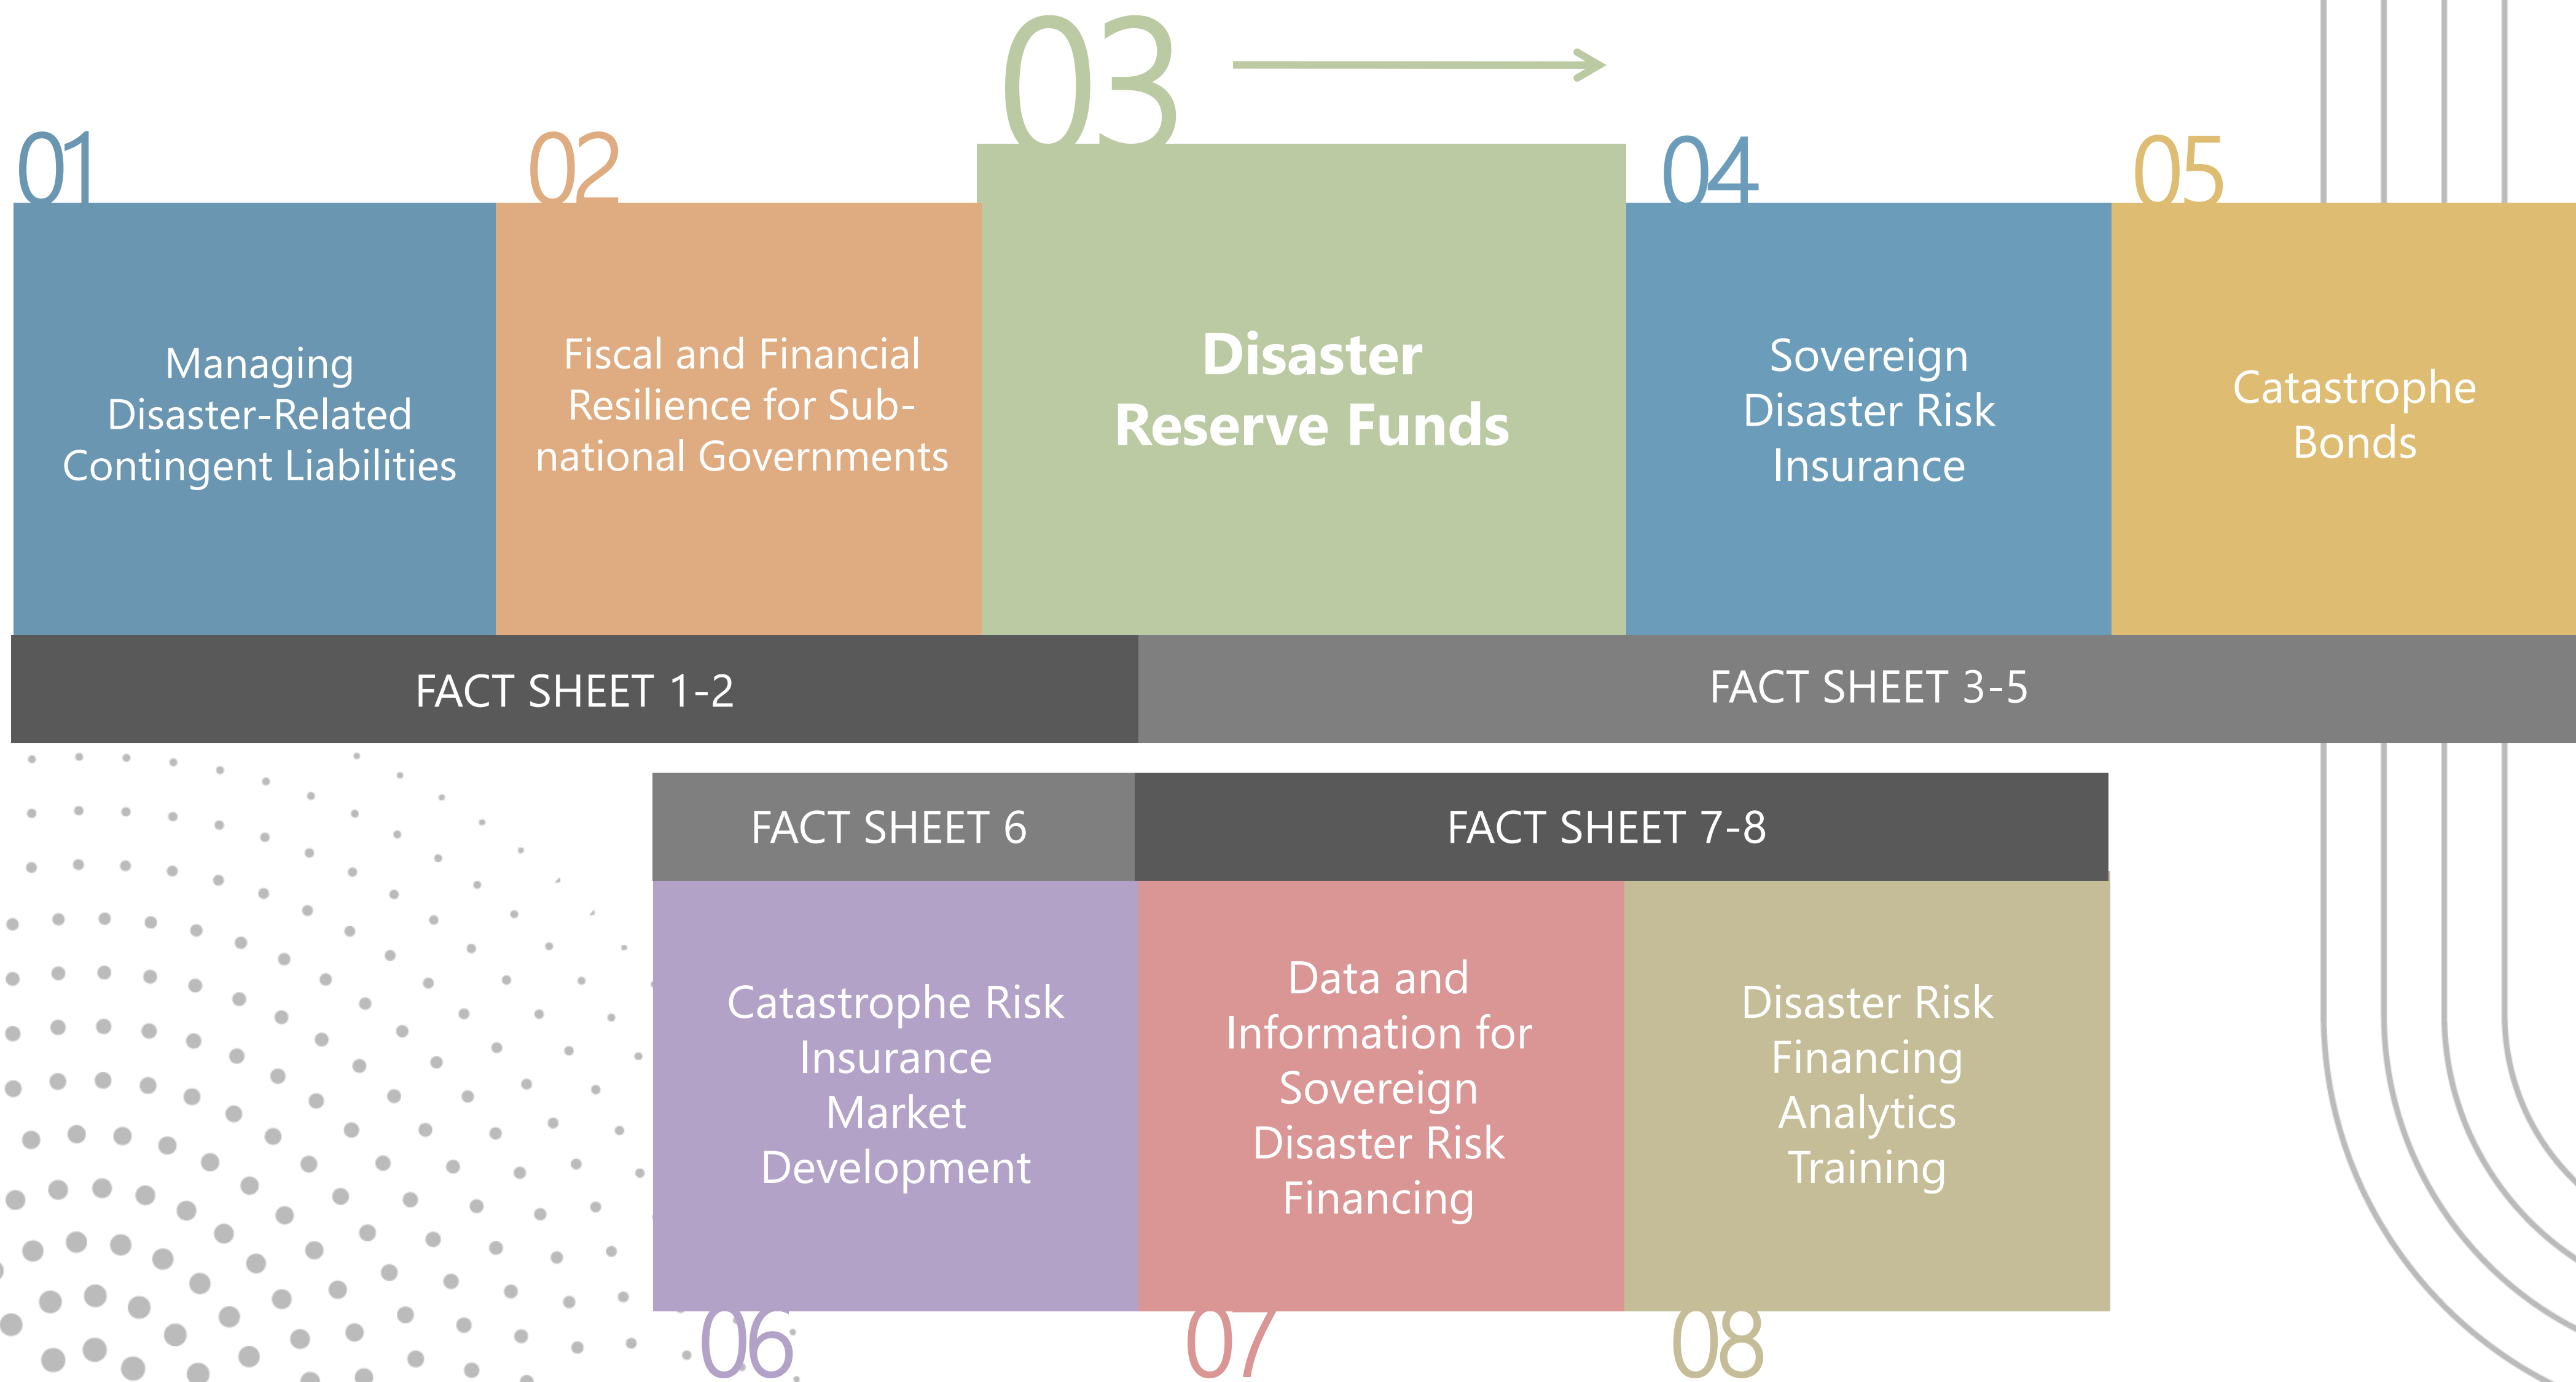 03
01
02
04
05
Managing
Disaster-Related
Contingent Liabilities
Fiscal and Financial
Resilience for Sub-
national Governments
Disaster
Reserve Funds
Sovereign
Disaster Risk
Insurance
Catastrophe
Bonds
FACT SHEET 1-2
FACT SHEET 3-5
FACT SHEET 6
FACT SHEET 7-8
Catastrophe Risk
Insurance
Market
Development
Data and
Information for
Sovereign
Disaster Risk
Financing
Disaster Risk
Financing
Analytics
Training
06
07
08